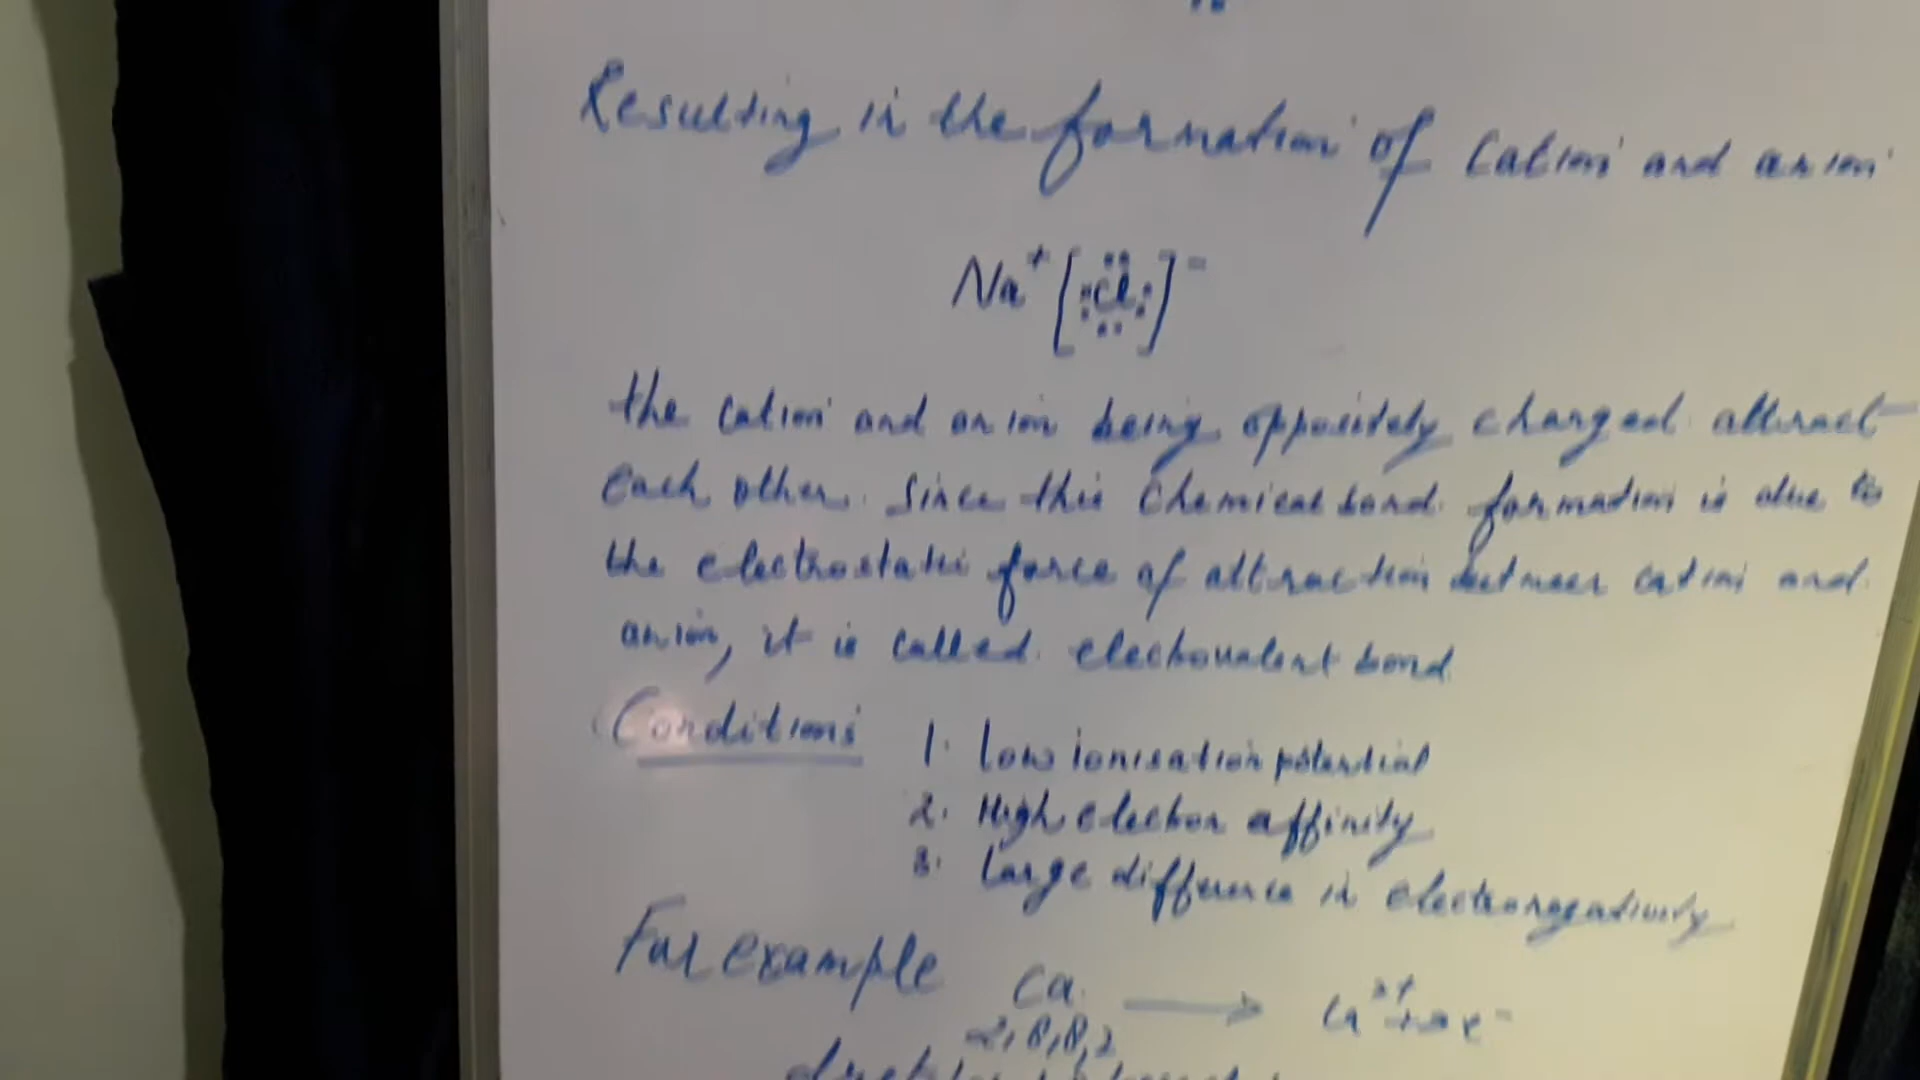 Resulting in the formation of Cation and anion
Na⁺ [:Cl:]⁻
the cation and anion being oppositely charged attract
each other. Since this Chemical bond formation is due to
the electrostatic force of attraction between cation and
anion, it is called electrovalent bond
Conditions 1. Low ionisation potential
2. High electron affinity
3. Large difference in electronegativity
For example Ca → Ca²⁺ + 2e⁻
2,8,8,2